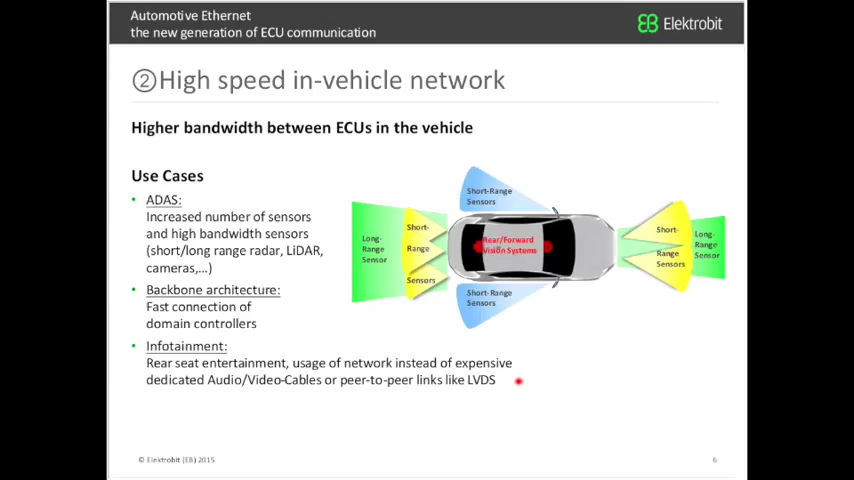 Automotive Ethernet
the new generation of ECU communication
EB Elektrobit
②High speed in-vehicle network
Higher bandwidth between ECUs in the vehicle
Use Cases
• ADAS:
Increased number of sensors
and high bandwidth sensors
(short/long range radar, LiDAR,
cameras,…)
• Backbone architecture:
Fast connection of
domain controllers
• Infotainment:
Rear seat entertainment, usage of network instead of expensive
dedicated Audio/Video-Cables or peer-to-peer links like LVDS
Short-Range
Sensors
Long-
Range
Sensor
Short-
Range
Sensors
Rear/Forward
Vision Systems
Short-
Range
Sensors
Long-
Range
Sensor
Short-Range
Sensors
© Elektrobit (EB) 2015
6